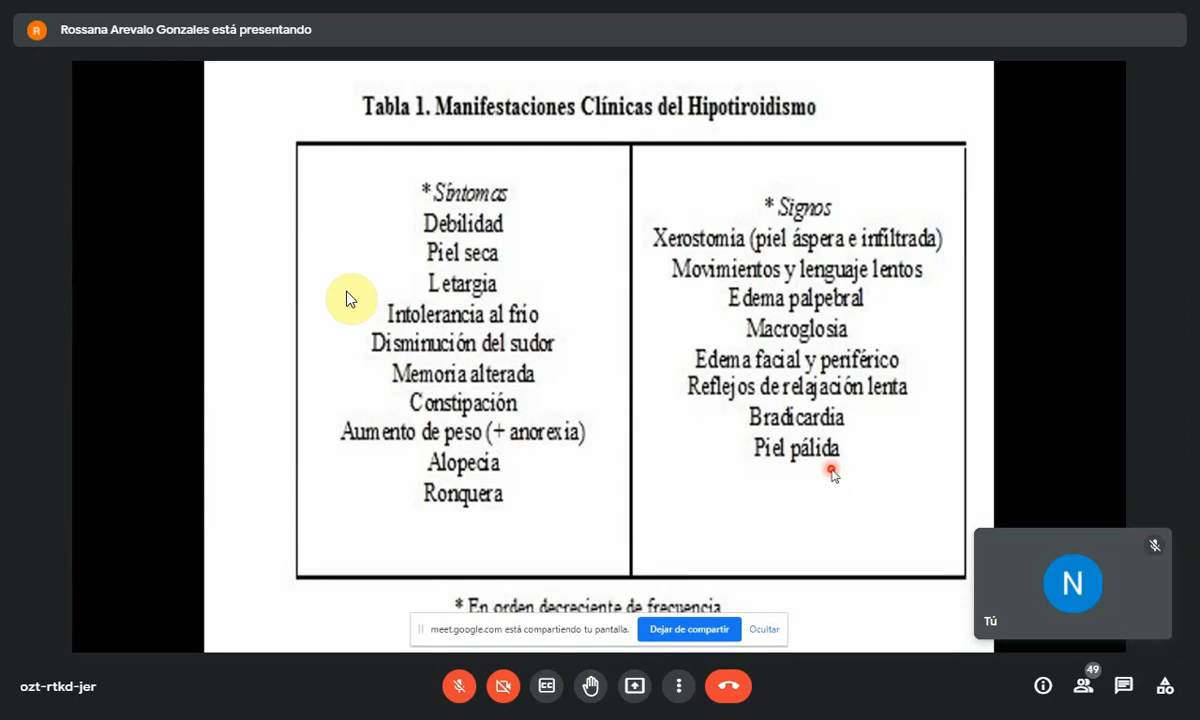 R
Rossana Arevalo Gonzales está presentando
Tabla 1. Manifestaciones Clínicas del Hipotiroidismo
* Síntomas
Debilidad
Piel seca
Letargia
Intolerancia al frio
Disminución del sudor
Memoria alterada
Constipación
Aumento de peso (+ anorexia)
Alopecia
Ronquera
* Signos
Xerostomía (piel áspera e infiltrada)
Movimientos y lenguaje lentos
Edema palpebral
Macroglosia
Edema facial y periférico
Reflejos de relajación lenta
Bradicardia
Piel pálida
* En orden decreciente de frecuencia
meet.google.com está compartiendo tu pantalla.
Dejar de compartir
Ocultar
N
Tú
ozt-rtkd-jer
CC
49